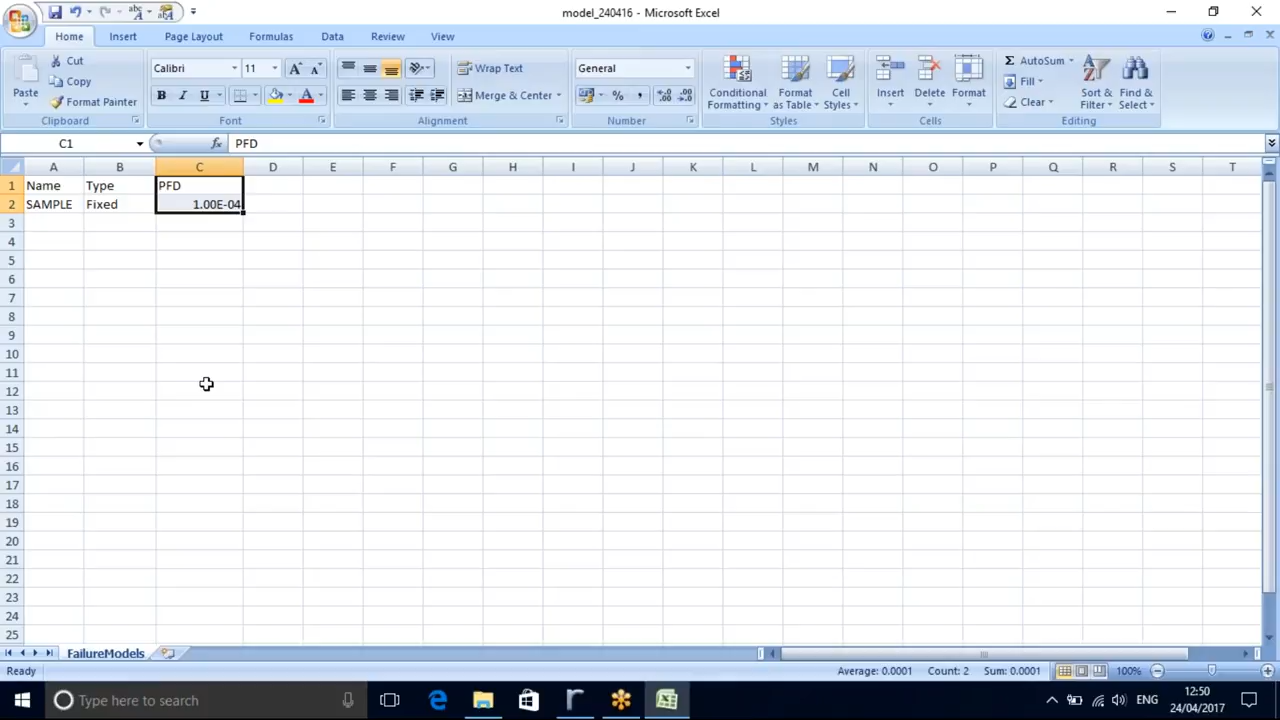 model_240416 - Microsoft Excel
Home Insert Page Layout Formulas Data Review View
Paste Cut Copy Format Painter Clipboard
Calibri 11 A A B I U A Font
Wrap Text Merge & Center Alignment
General % , Number
Conditional Formatting Format as Table Cell Styles Styles
Insert Delete Format Cells
AutoSum Fill Clear Sort & Filter Find & Select Editing
C1 fx PFD
A B C D E F G H I J K L M N O P Q R S T
1 Name Type PFD
2 SAMPLE Fixed 1.00E-04
3
4
5
6
7
8
9
10
11
12
13
14
15
16
17
18
19
20
21
22
23
24
25
FailureModels
Ready Average: 0.0001 Count: 2 Sum: 0.0001 100%
Type here to search ENG 12:50
24/04/2017